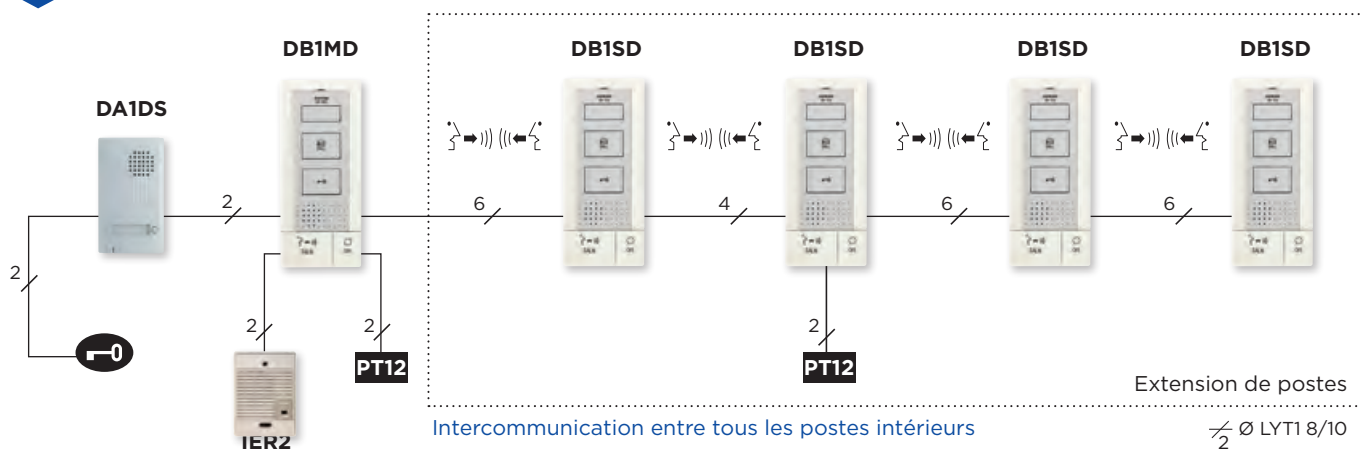 DB1MD DB1SD DB1SD DB1SD DB1SD
DA1DS
2 6 4 6 6
2
2 2 2
PT12 PT12
IER2
Extension de postes
Intercommunication entre tous les postes intérieurs
2 Ø LYT1 8/10